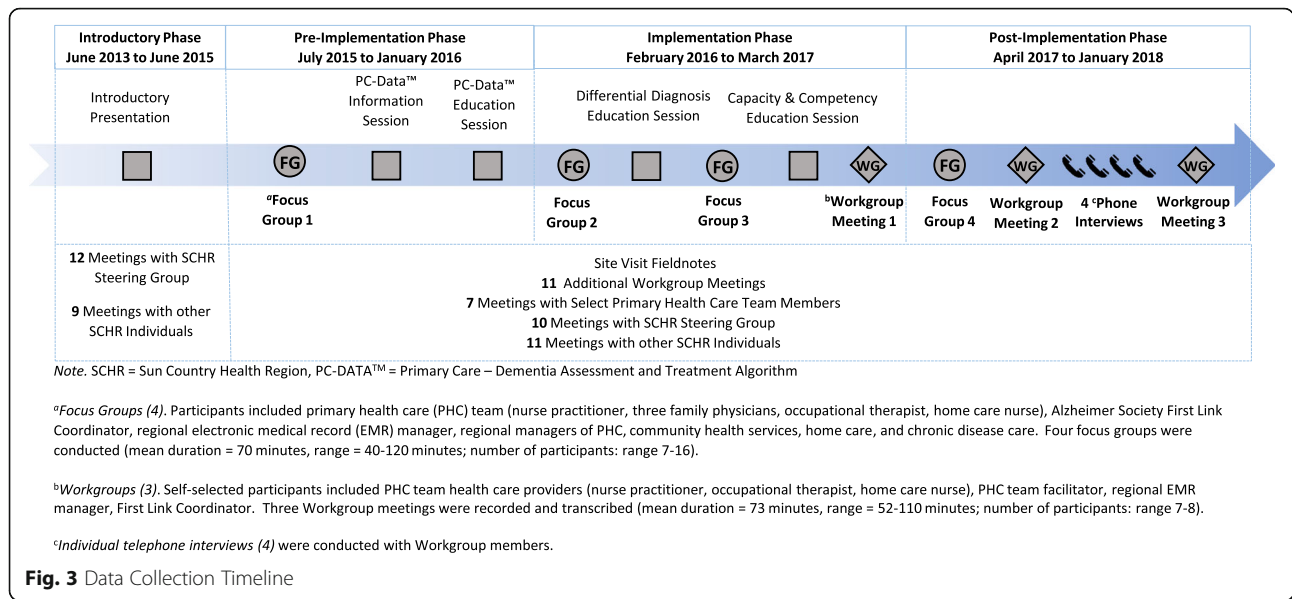 Introductory Phase
June 2013 to June 2015
Pre-Implementation Phase
July 2015 to January 2016
Implementation Phase
February 2016 to March 2017
Post-Implementation Phase
April 2017 to January 2018
Introductory
Presentation
PC-Data™
Information
Session
PC-Data™
Education
Session
Differential Diagnosis
Education Session
Capacity & Competency
Education Session
FG
FG
FG
WG
FG
WG
WG
ᵃFocus
Group 1
Focus
Group 2
Focus
Group 3
ᵇWorkgroup
Meeting 1
Focus
Group 4
Workgroup
Meeting 2
4 ᶜPhone
Interviews
Workgroup
Meeting 3
12 Meetings with SCHR
Steering Group
9 Meetings with other
SCHR Individuals
Site Visit Fieldnotes
11 Additional Workgroup Meetings
7 Meetings with Select Primary Health Care Team Members
10 Meetings with SCHR Steering Group
11 Meetings with other SCHR Individuals
Note. SCHR = Sun Country Health Region, PC-DATA™ = Primary Care – Dementia Assessment and Treatment Algorithm
ᵃFocus Groups (4). Participants included primary health care (PHC) team (nurse practitioner, three family physicians, occupational therapist, home care nurse), Alzheimer Society First Link
Coordinator, regional electronic medical record (EMR) manager, regional managers of PHC, community health services, home care, and chronic disease care. Four focus groups were
conducted (mean duration = 70 minutes, range = 40-120 minutes; number of participants: range 7-16).
ᵇWorkgroups (3). Self-selected participants included PHC team health care providers (nurse practitioner, occupational therapist, home care nurse), PHC team facilitator, regional EMR
manager, First Link Coordinator. Three Workgroup meetings were recorded and transcribed (mean duration = 73 minutes, range = 52-110 minutes; number of participants: range 7-8).
ᶜIndividual telephone interviews (4) were conducted with Workgroup members.
Fig. 3 Data Collection Timeline